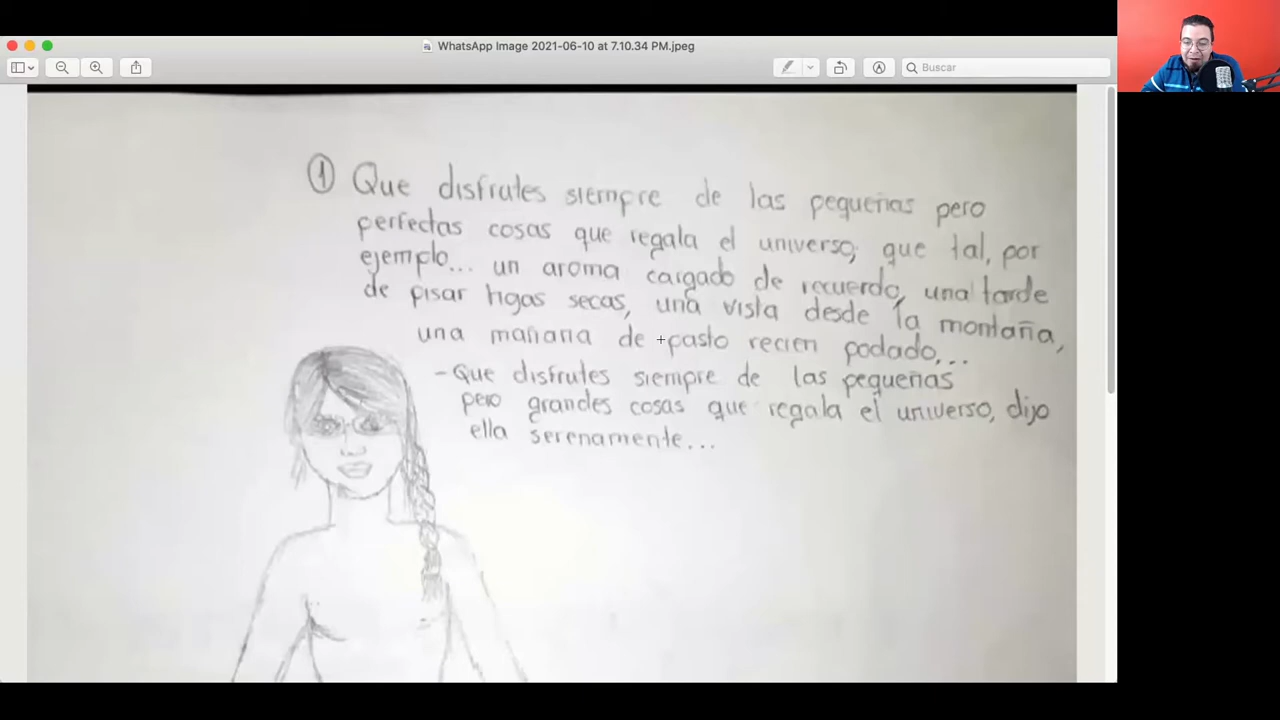 WhatsApp Image 2021-06-10 at 7.10.34 PM.jpeg
Buscar
① Que disfrutes siempre de las pequeñas pero
perfectas cosas que regala el universo; que tal, por
ejemplo... un aroma cargado de recuerdo, una tarde
de pisar hojas secas, una vista desde la montaña,
una mañana de pasto recien podado,...
- Que disfrutes siempre de las pequeñas
pero grandes cosas que regala el universo, dijo
ella serenamente...